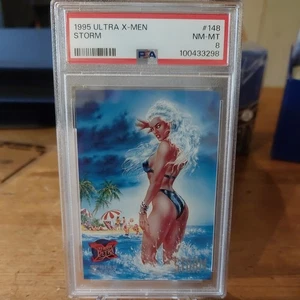 1995 ULTRA X-MEN #148
STORM NM-MT
8
PSA 100433298